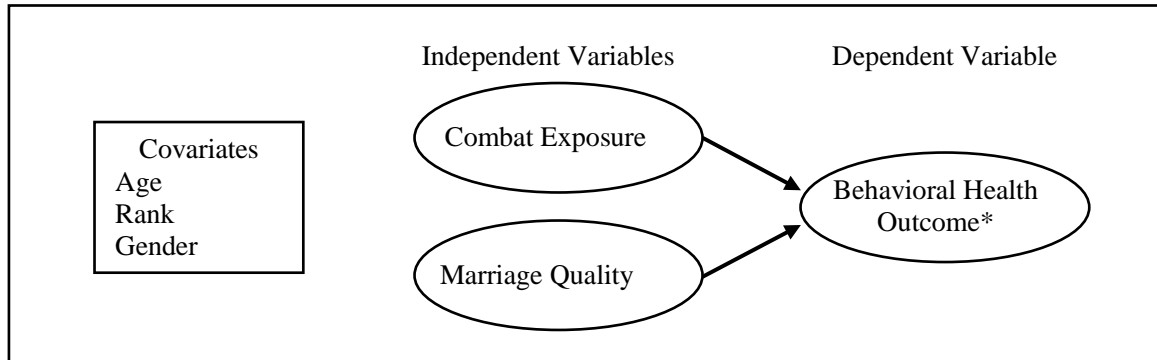 Independent Variables
Dependent Variable
Combat Exposure
Covariates
Age
Rank
Gender
Behavioral Health
Outcome*
Marriage Quality